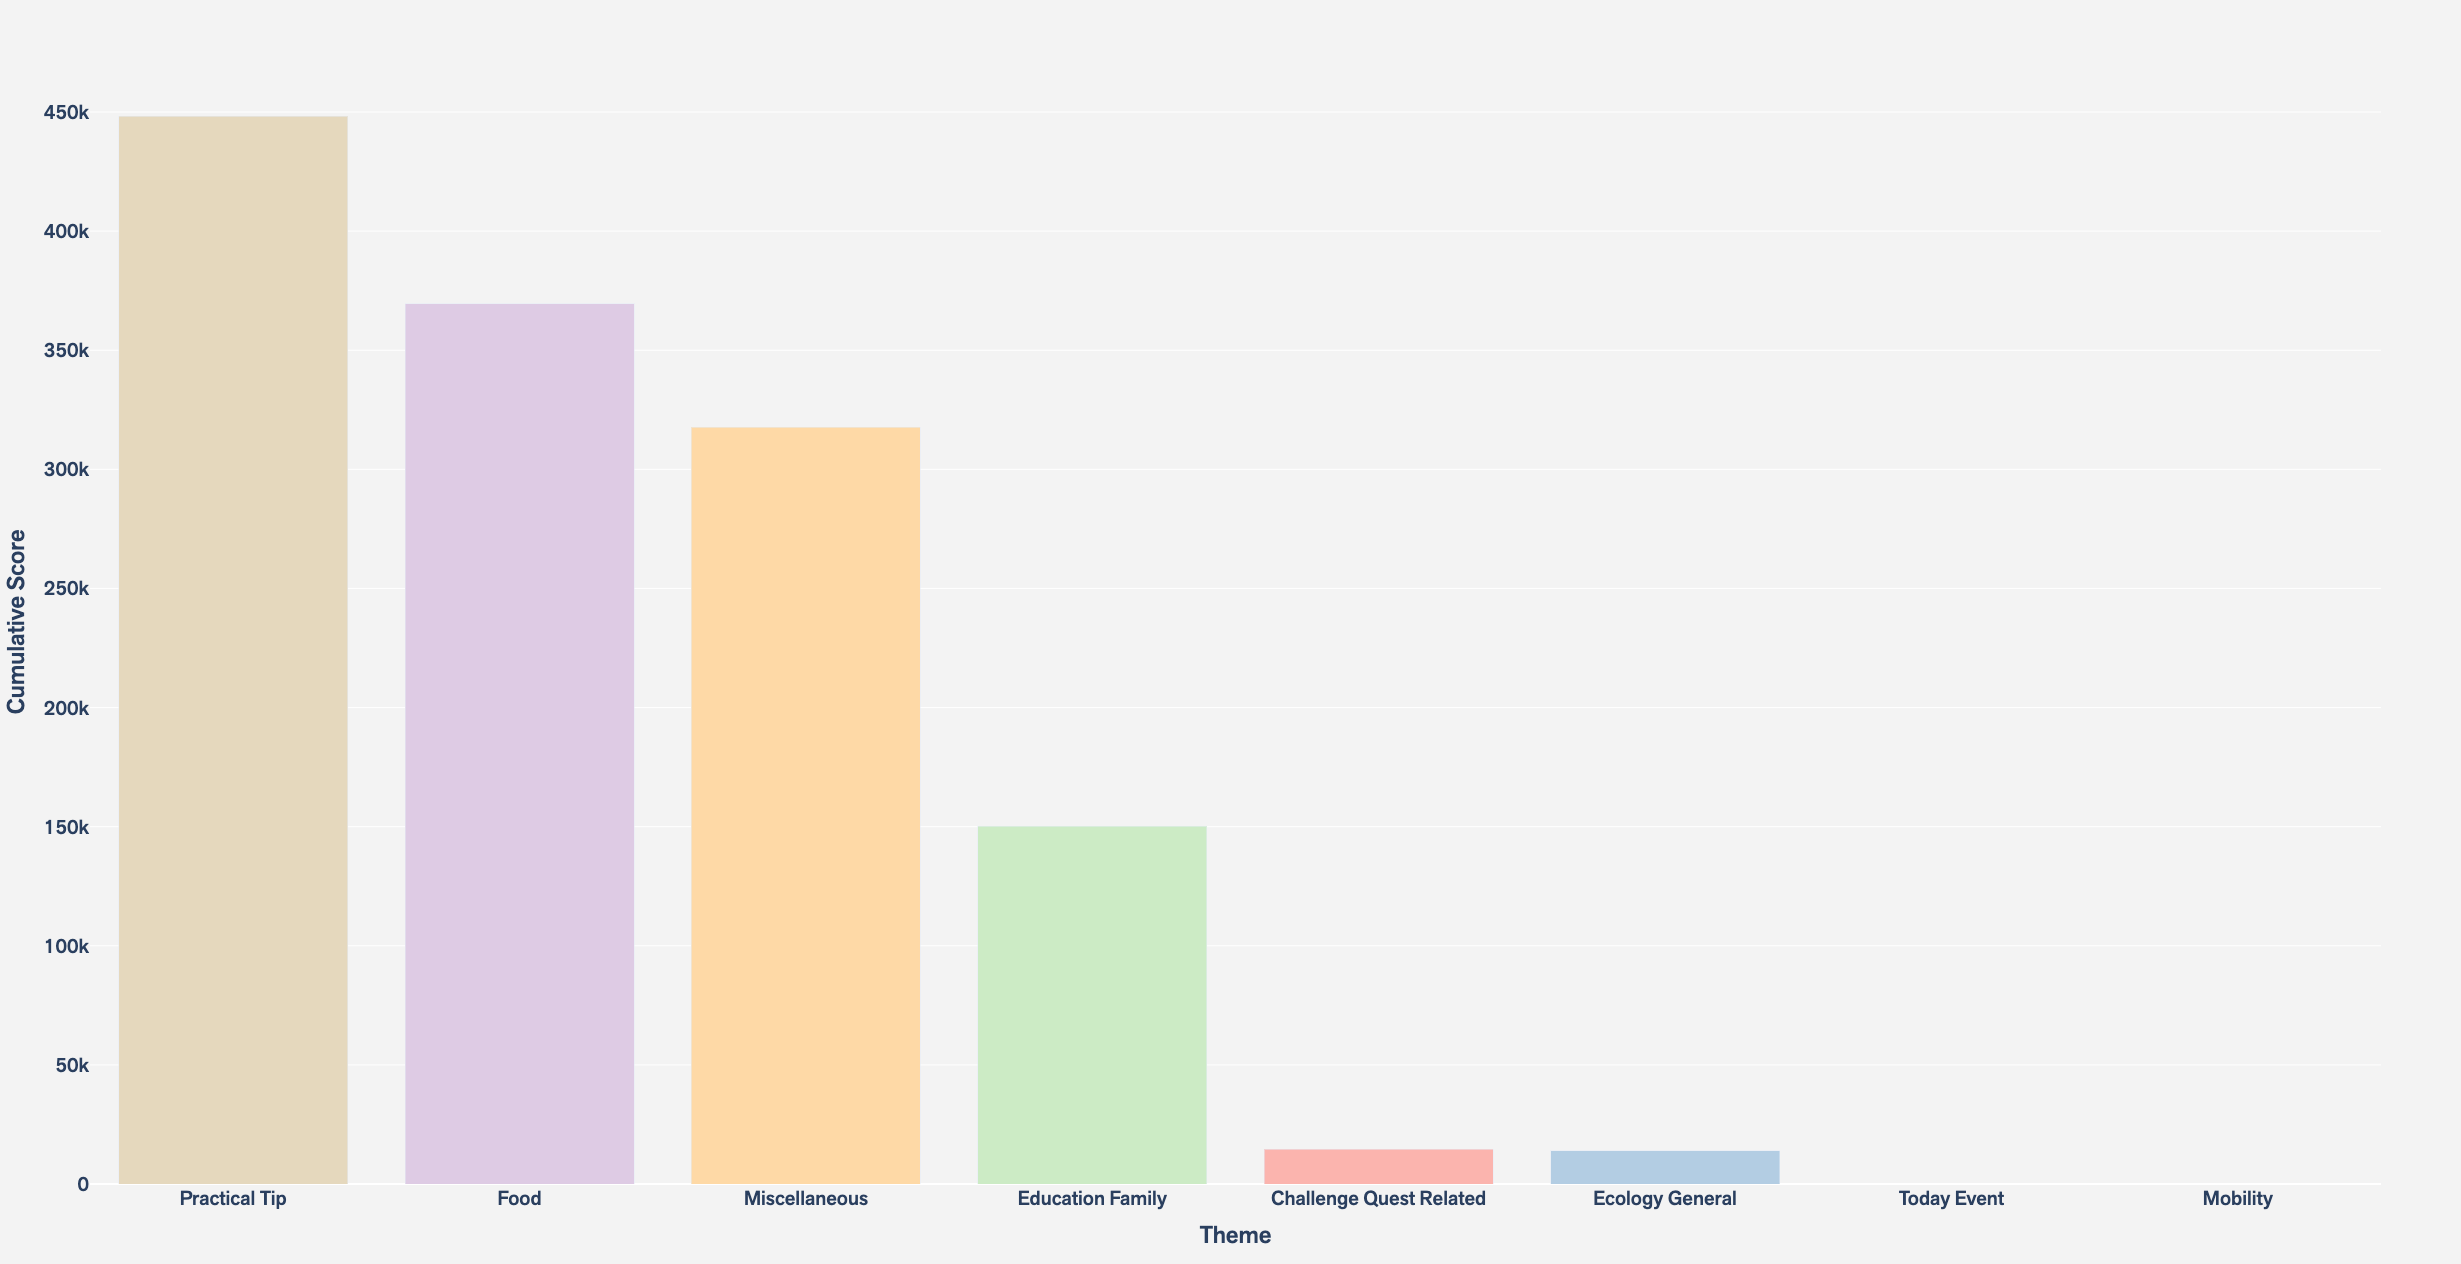 450k
400k
350k
300k
250k
200k
150k
100k
50k
0
Cumulative Score
Practical Tip
Food
Miscellaneous
Education Family
Challenge Quest Related
Ecology General
Today Event
Mobility
Theme